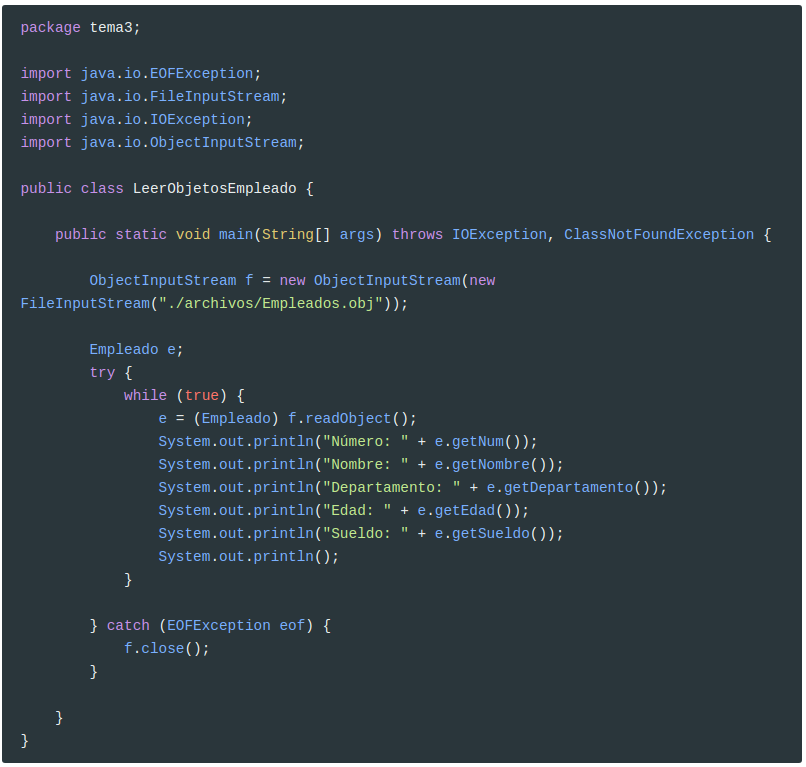 package tema3;
import java.io.EOFException;
import java.io.FileInputStream;
import java.io.IOException;
import java.io.ObjectInputStream;
public class LeerObjetosEmpleado {
public static void main(String[] args) throws IOException, ClassNotFoundException {
ObjectInputStream f = new ObjectInputStream(new
FileInputStream("./archivos/Empleados.obj"));
Empleado e;
try {
while (true) {
e = (Empleado) f.readObject();
System.out.println("Número: " + e.getNum());
System.out.println("Nombre: " + e.getNombre());
System.out.println("Departamento: " + e.getDepartamento());
System.out.println("Edad: " + e.getEdad());
System.out.println("Sueldo: " + e.getSueldo());
System.out.println();
}
} catch (EOFException eof) {
f.close();
}
}
}